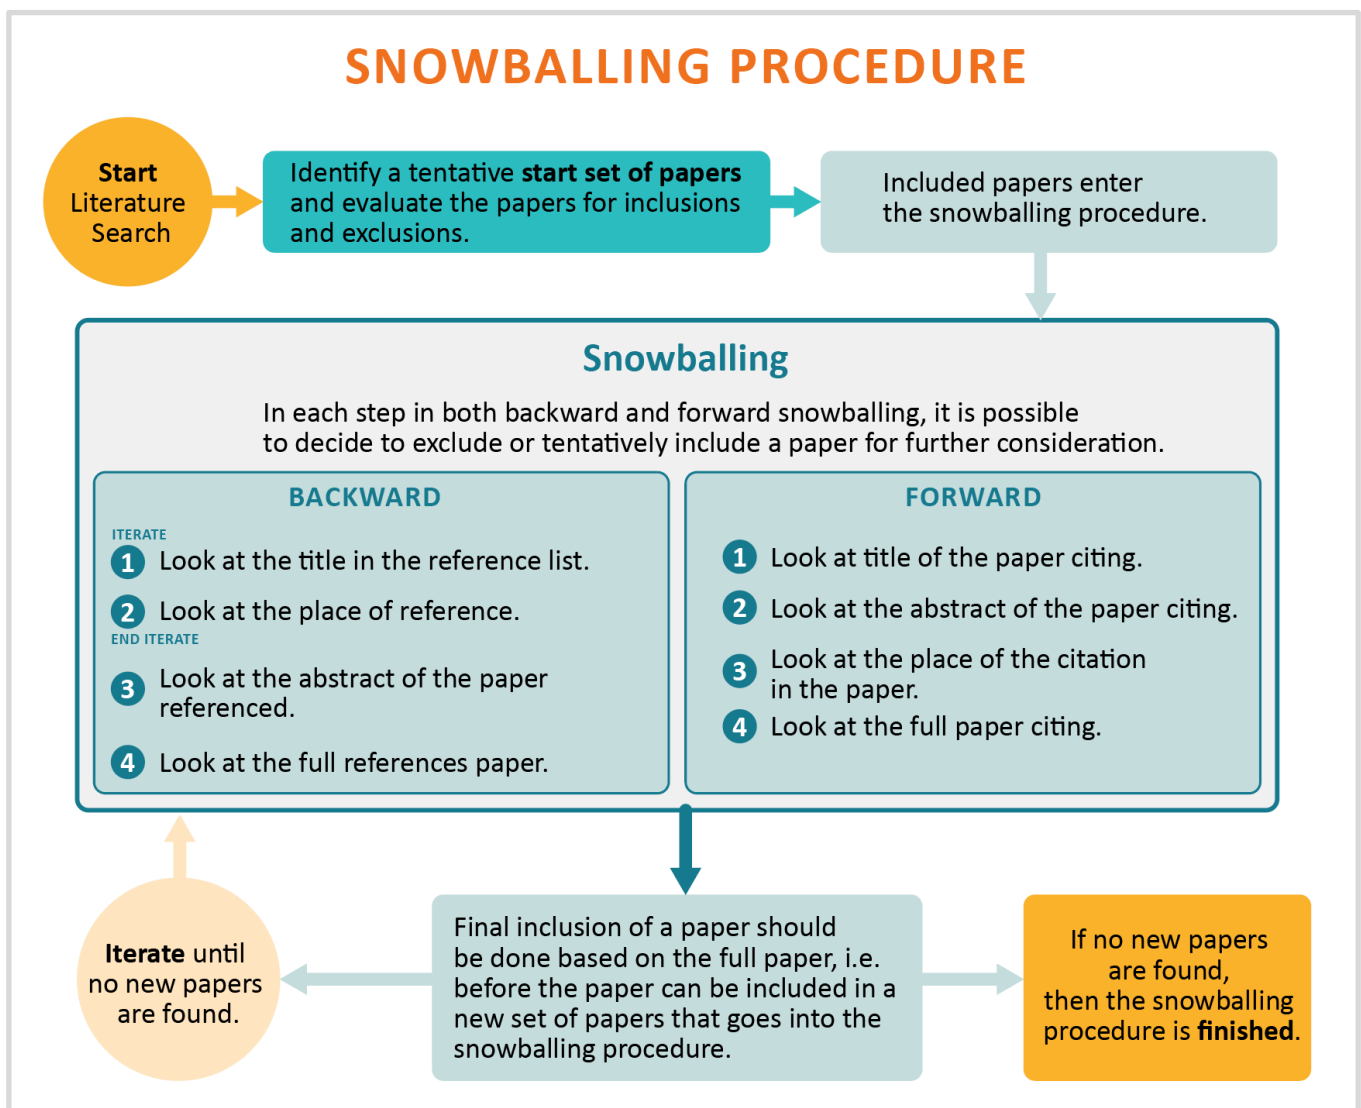 SNOWBALLING PROCEDURE
Start
Literature
Search
Identify a tentative start set of papers
and evaluate the papers for inclusions
and exclusions.
Included papers enter
the snowballing procedure.
Snowballing
In each step in both backward and forward snowballing, it is possible
to decide to exclude or tentatively include a paper for further consideration.
BACKWARD
ITERATE
1 Look at the title in the reference list.
2 Look at the place of reference.
END ITERATE
3 Look at the abstract of the paper
referenced.
4 Look at the full references paper.
FORWARD
1 Look at title of the paper citing.
2 Look at the abstract of the paper citing.
3 Look at the place of the citation
in the paper.
4 Look at the full paper citing.
Iterate until
no new papers
are found.
Final inclusion of a paper should
be done based on the full paper, i.e.
before the paper can be included in a
new set of papers that goes into the
snowballing procedure.
If no new papers
are found,
then the snowballing
procedure is finished.